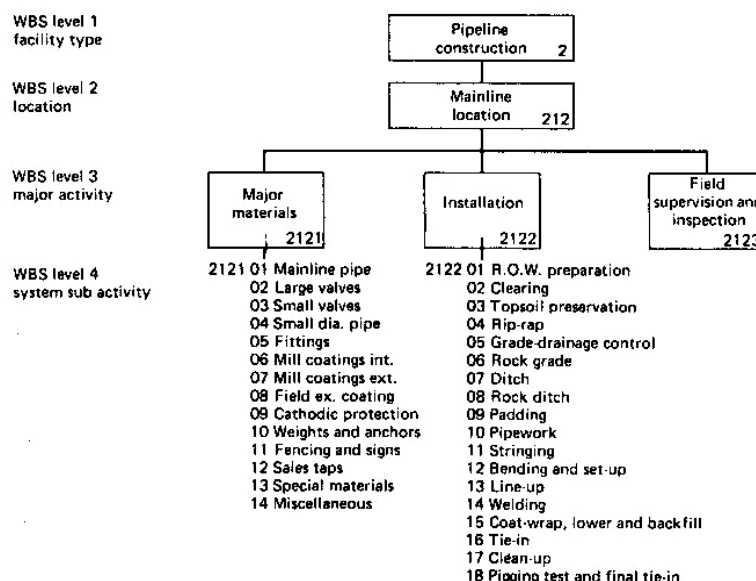 WBS level 1
facility type
Pipeline
construction 2
WBS level 2
location
Mainline
location 212
WBS level 3
major activity
Major
materials
2121
Installation
2122
Field
supervision and
inspection
2123
WBS level 4
system sub activity
2121 01 Mainline pipe
02 Large valves
03 Small valves
04 Small dia. pipe
05 Fittings
06 Mill coatings int.
07 Mill coatings ext.
08 Field ex. coating
09 Cathodic protection
10 Weights and anchors
11 Fencing and signs
12 Sales taps
13 Special materials
14 Miscellaneous
2122 01 R.O.W. preparation
02 Clearing
03 Topsoil preservation
04 Rip-rap
05 Grade-drainage control
06 Rock grade
07 Ditch
08 Rock ditch
09 Padding
10 Pipework
11 Stringing
12 Bending and set-up
13 Line-up
14 Welding
15 Coat-wrap, lower and backfill
16 Tie-in
17 Clean-up
18 Pigging test and final tie-in